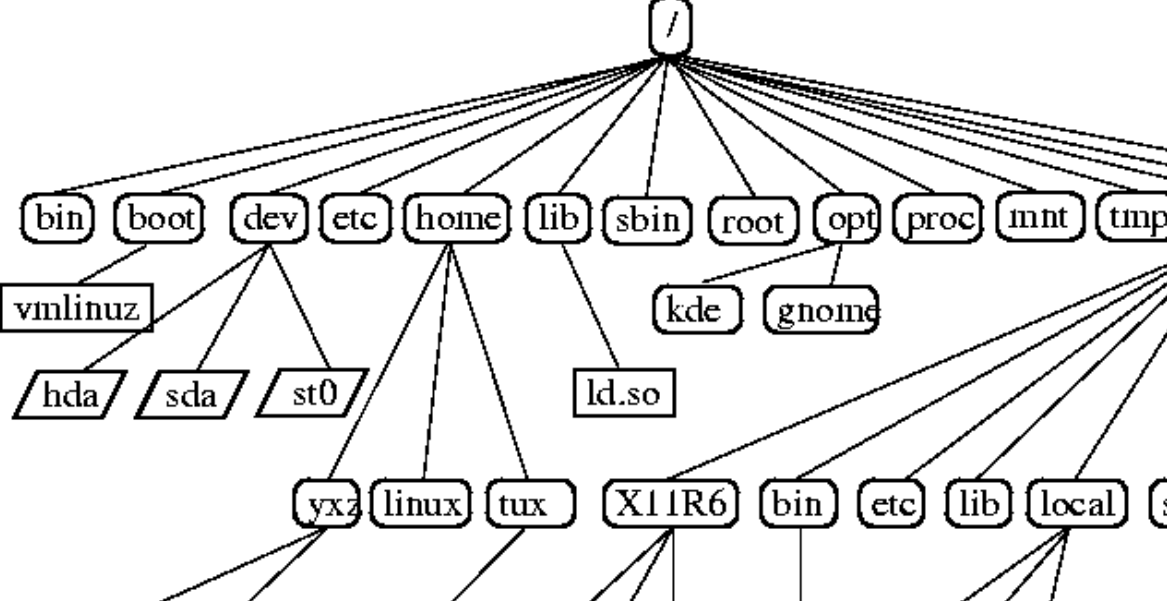 /
bin boot dev etc home lib sbin root opt proc mnt tmp
vmlinuz kde gnome
hda sda st0 ld.so
yxz linux tux X11R6 bin etc lib local